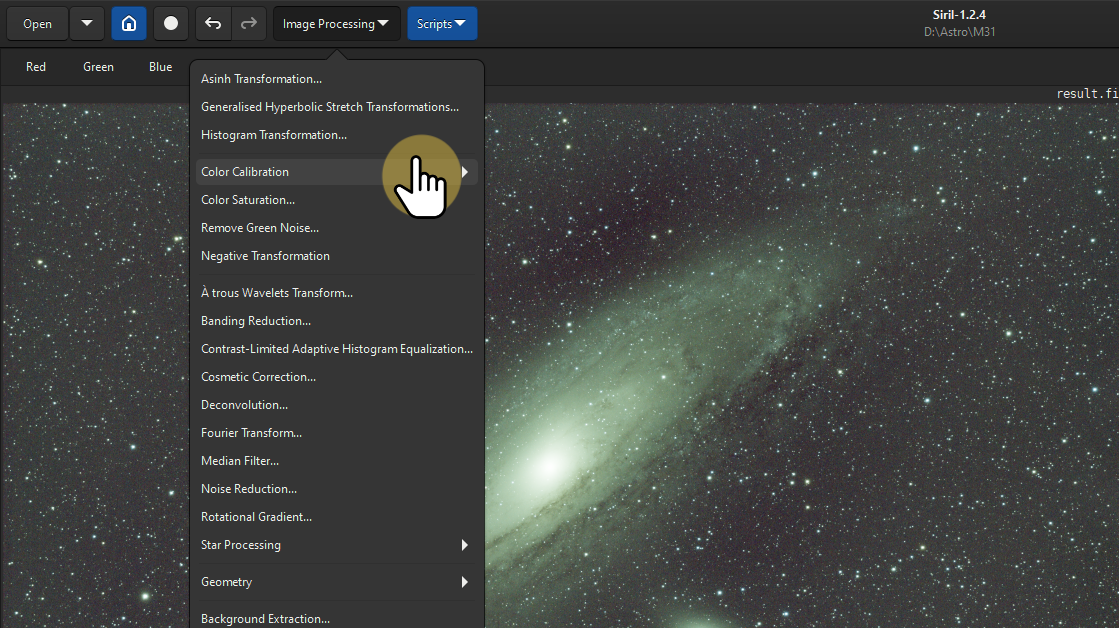 Open
Image Processing
Scripts
Siril-1.2.4
D:\Astro\M31
Red
Green
Blue
result.fi
Asinh Transformation...
Generalised Hyperbolic Stretch Transformations...
Histogram Transformation...
Color Calibration
Color Saturation...
Remove Green Noise...
Negative Transformation
À trous Wavelets Transform...
Banding Reduction...
Contrast-Limited Adaptive Histogram Equalization...
Cosmetic Correction...
Deconvolution...
Fourier Transform...
Median Filter...
Noise Reduction...
Rotational Gradient...
Star Processing
Geometry
Background Extraction...